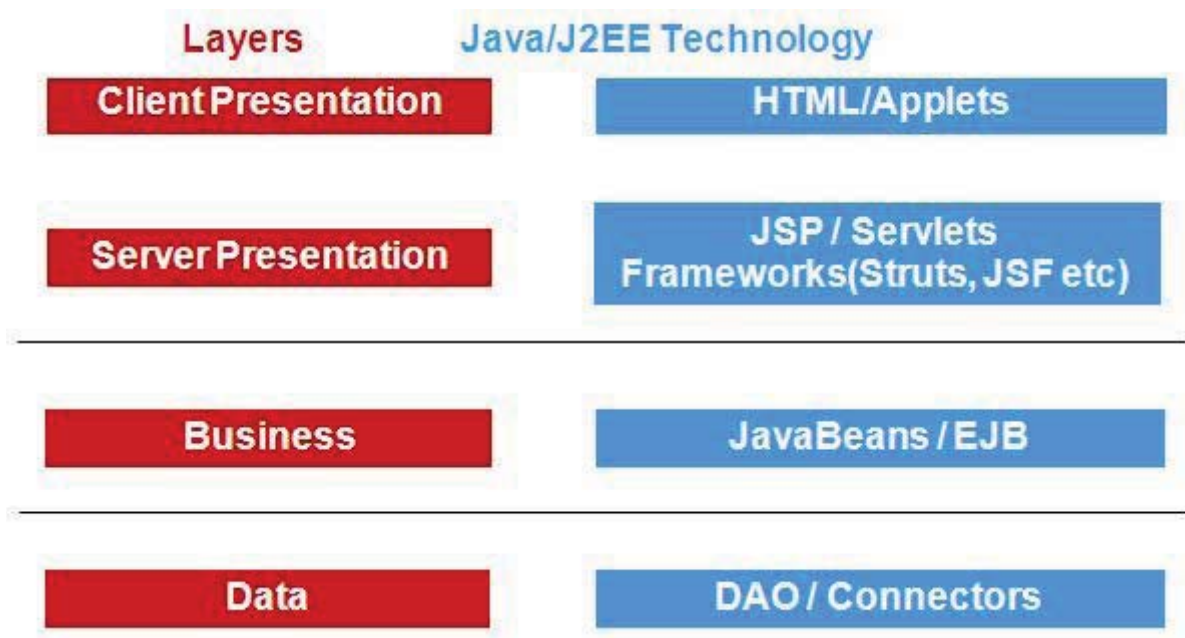 Layers Java/J2EE Technology
Client Presentation HTML/Applets
Server Presentation JSP / Servlets
Frameworks(Struts, JSF etc)
Business JavaBeans / EJB
Data DAO / Connectors